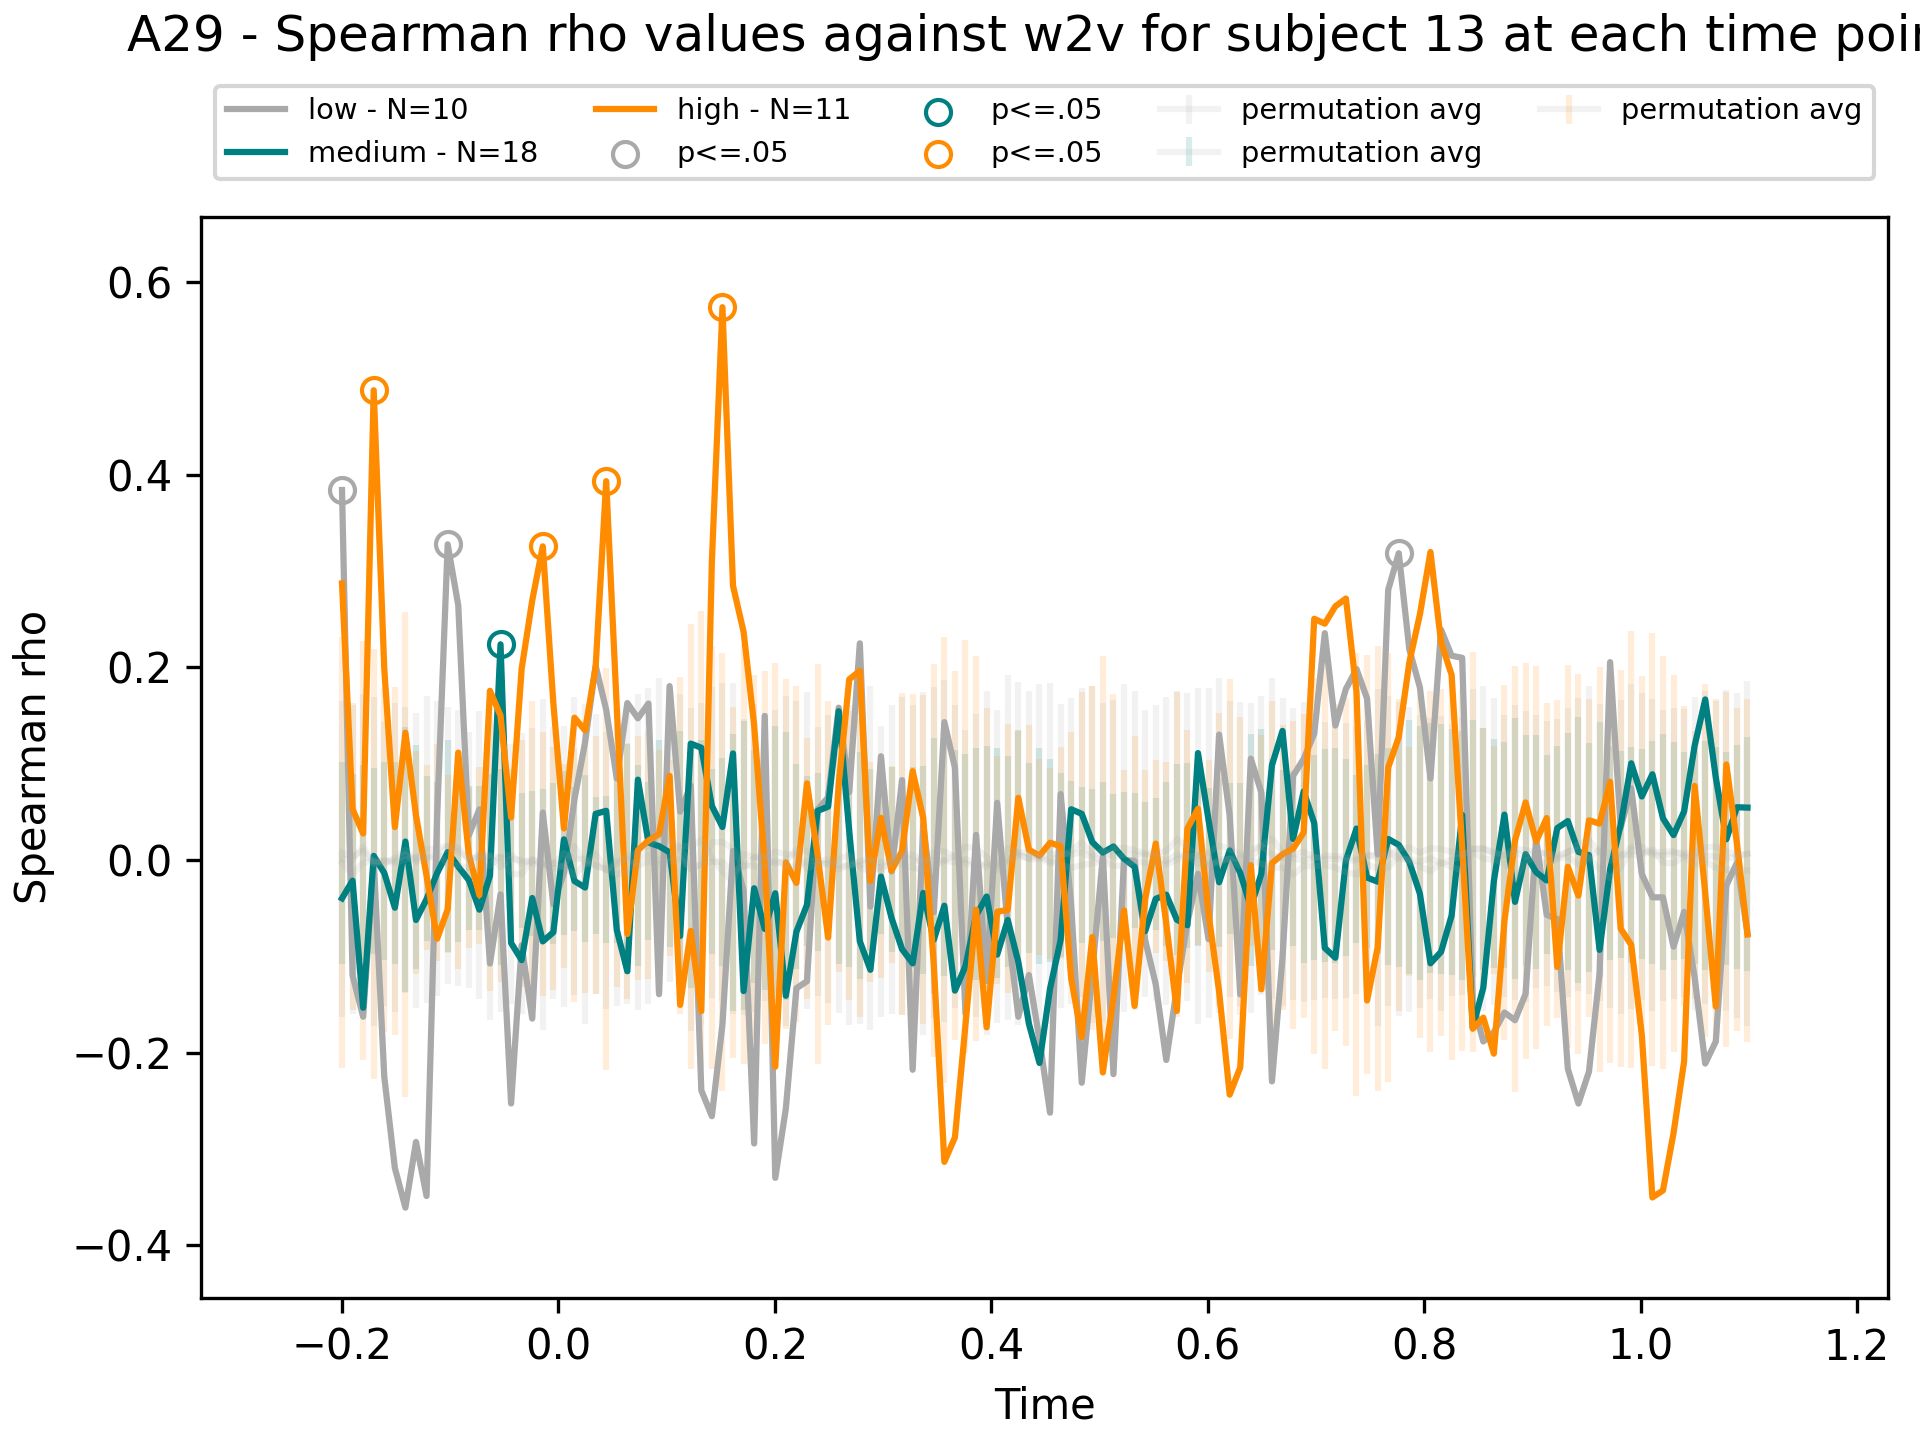 A29 - Spearman rho values against w2v for subject 13 at each time
low - N=10
medium - N=18
high - N=11
p<=.05
p<=.05
p<=.05
permutation avg
permutation avg
permutation avg
Spearman rho
0.6
0.4
0.2
0.0
−0.2
−0.4
−0.2 0.0 0.2 0.4 0.6 0.8 1.0 1.2
Time